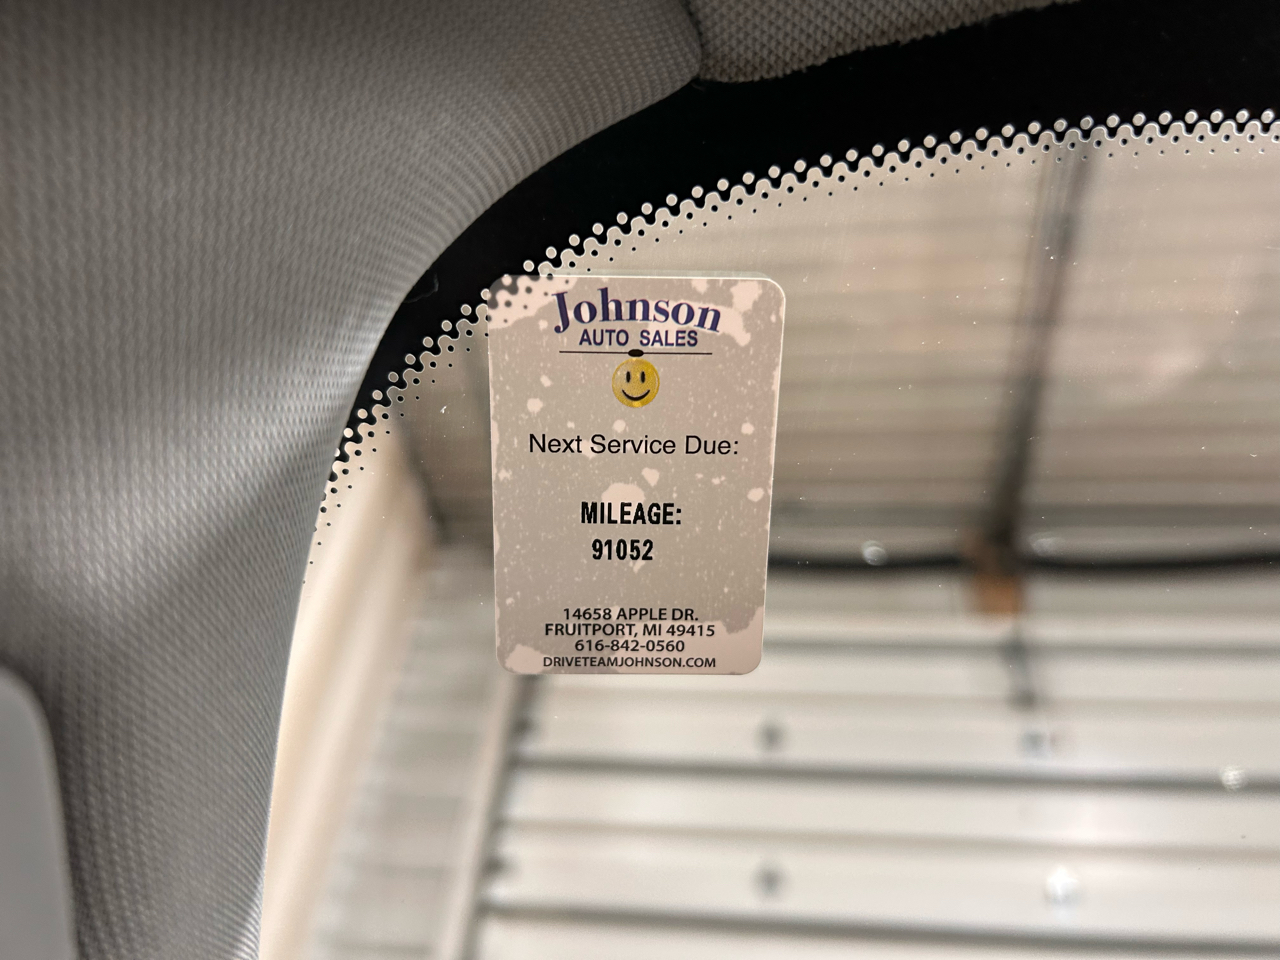 Johnson
AUTO SALES
Next Service Due:
MILEAGE:
91052
14658 APPLE DR.
FRUITPORT, MI 49415
616-842-0560
DRIVETEAMJOHNSON.COM